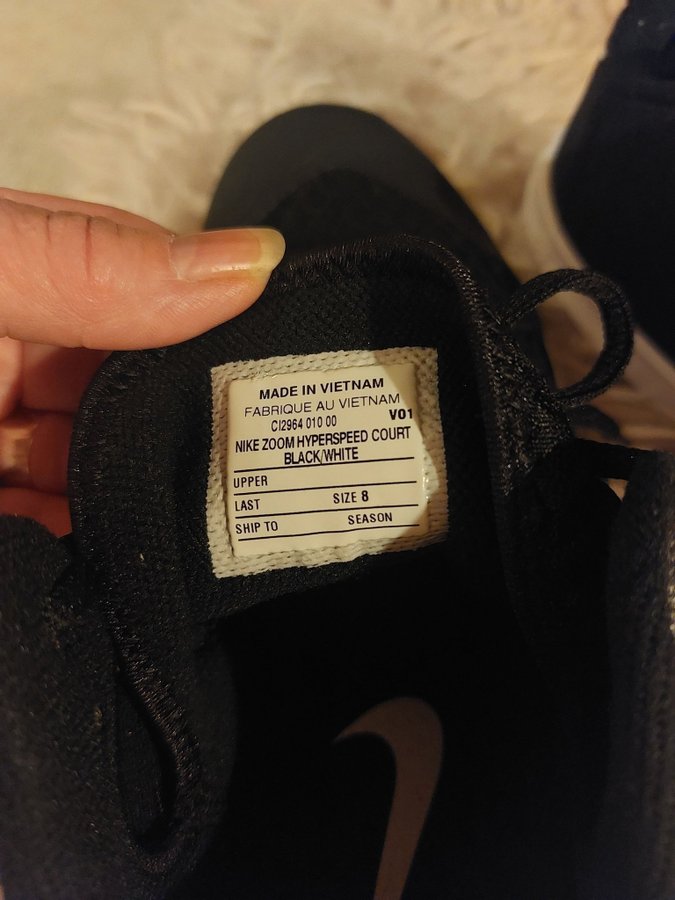 MADE IN VIETNAM
FABRIQUE AU VIETNAM
CI2964 010 00 V01
NIKE ZOOM HYPERSPEED COURT
BLACK/WHITE
UPPER
LAST SIZE 8
SHIP TO SEASON